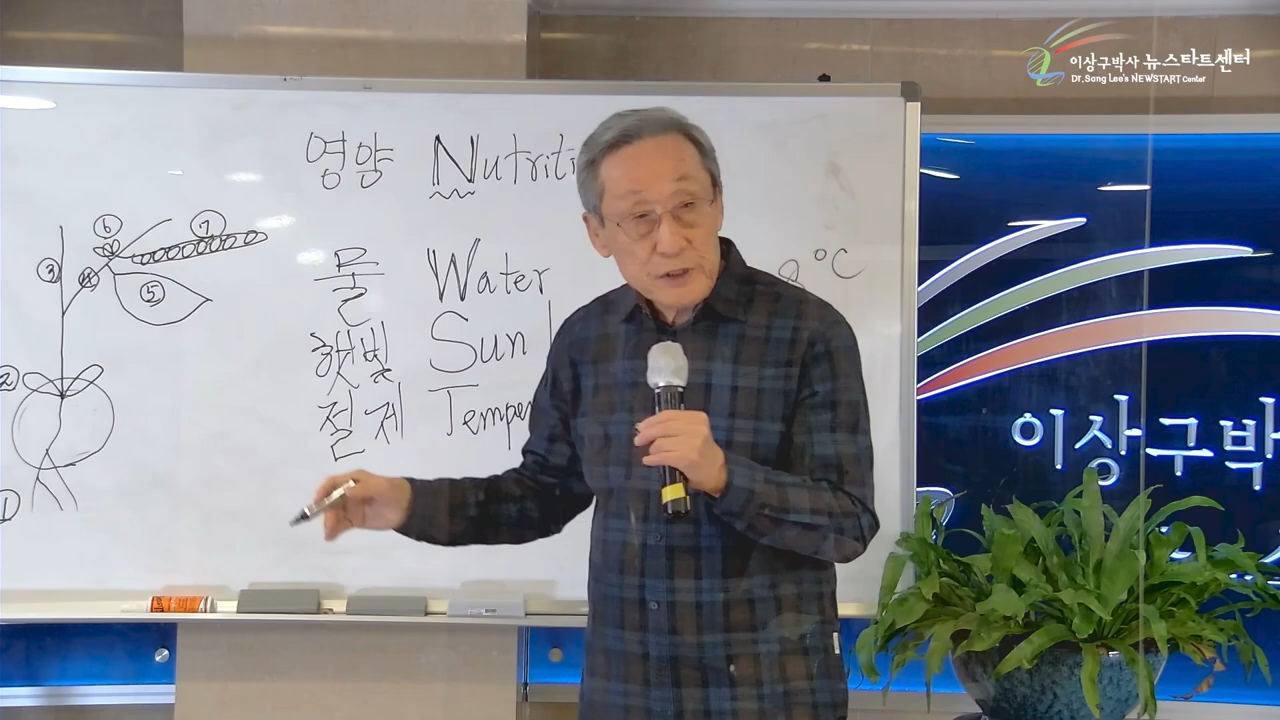 이상구박사 뉴스타트센터
Dr. Sang Lee's NEWSTART Center
영양 Nutriti
물 Water
햇빛 Sun
절제 Temper
8 °C
⑥ ⑦
③ ④ ⑤
②
①
이상구박